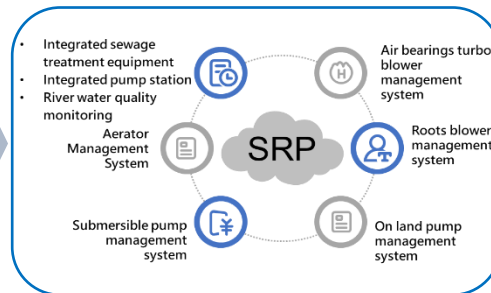 • Integrated sewage
treatment equipment
• Integrated pump station
• River water quality
monitoring
Air bearings turbo
blower
management
system
H
Aerator
Management
System
SRP
Roots blower
management
system
T
Submersible pump
management
system
¥
On land pump
management
system